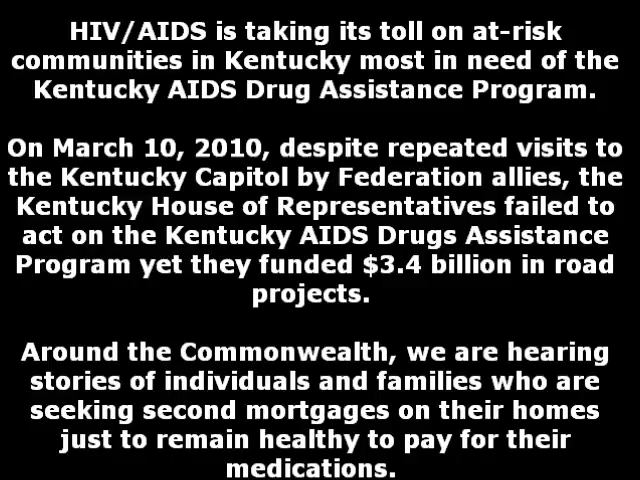 HIV/AIDS is taking its toll on at-risk
communities in Kentucky most in need of the
Kentucky AIDS Drug Assistance Program.
On March 10, 2010, despite repeated visits to
the Kentucky Capitol by Federation allies, the
Kentucky House of Representatives failed to
act on the Kentucky AIDS Drugs Assistance
Program yet they funded $3.4 billion in road
projects.
Around the Commonwealth, we are hearing
stories of individuals and families who are
seeking second mortgages on their homes
just to remain healthy to pay for their
medications.